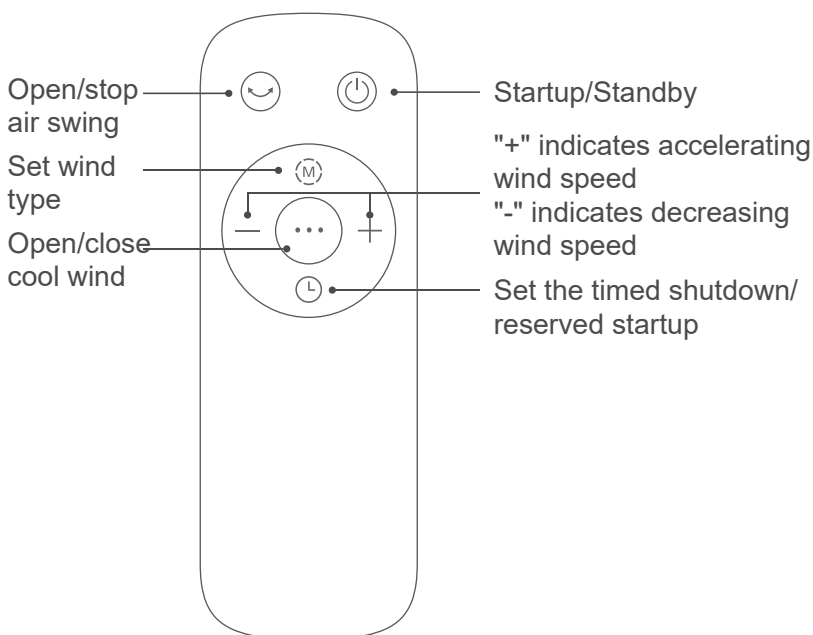 Open/stop
air swing
Set wind
type
Open/close
cool wind
M
Startup/Standby
"+" indicates accelerating
wind speed
"-" indicates decreasing
wind speed
Set the timed shutdown/
reserved startup